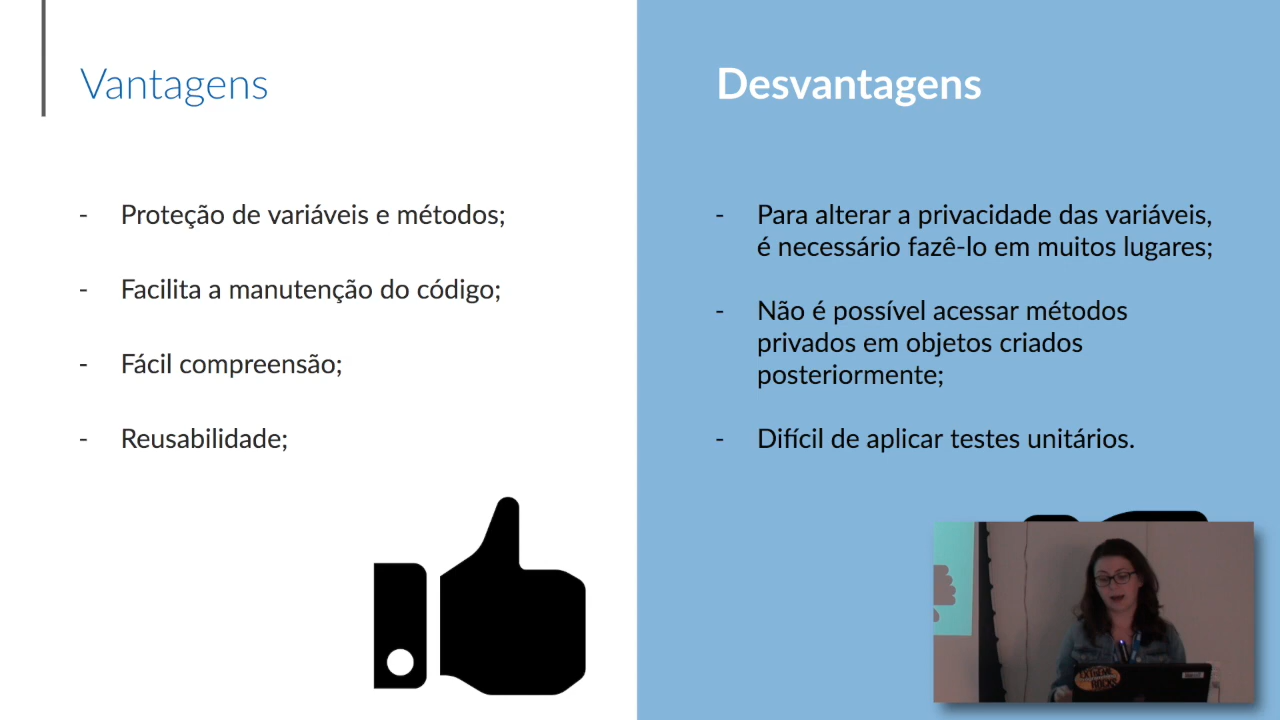 Vantagens
- Proteção de variáveis e métodos;
- Facilita a manutenção do código;
- Fácil compreensão;
- Reusabilidade;
Desvantagens
- Para alterar a privacidade das variáveis,
é necessário fazê-lo em muitos lugares;
- Não é possível acessar métodos
privados em objetos criados
posteriormente;
- Difícil de aplicar testes unitários.
EXTREME
ROCKS